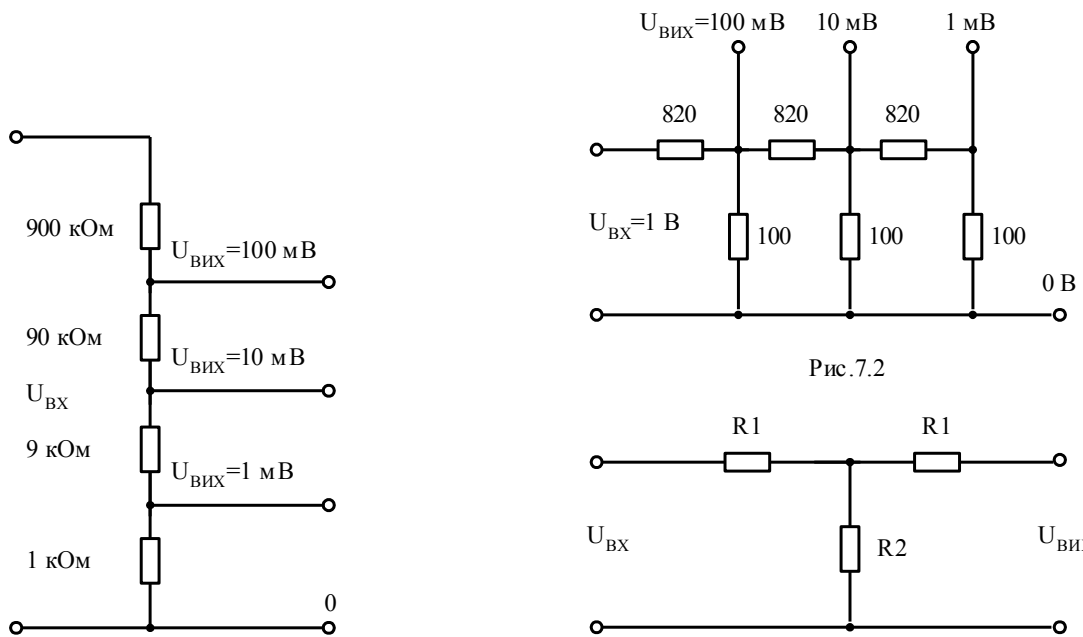 900 кОм
U_ВИХ=100 мВ
90 кОм
U_ВИХ=10 мВ
U_ВХ
9 кОм
U_ВИХ=1 мВ
1 кОм
0
U_ВИХ=100 мВ 10 мВ 1 мВ
820 820 820
U_ВХ=1 В
100 100 100
0 В
Рис.7.2
R1 R1
U_ВХ
R2